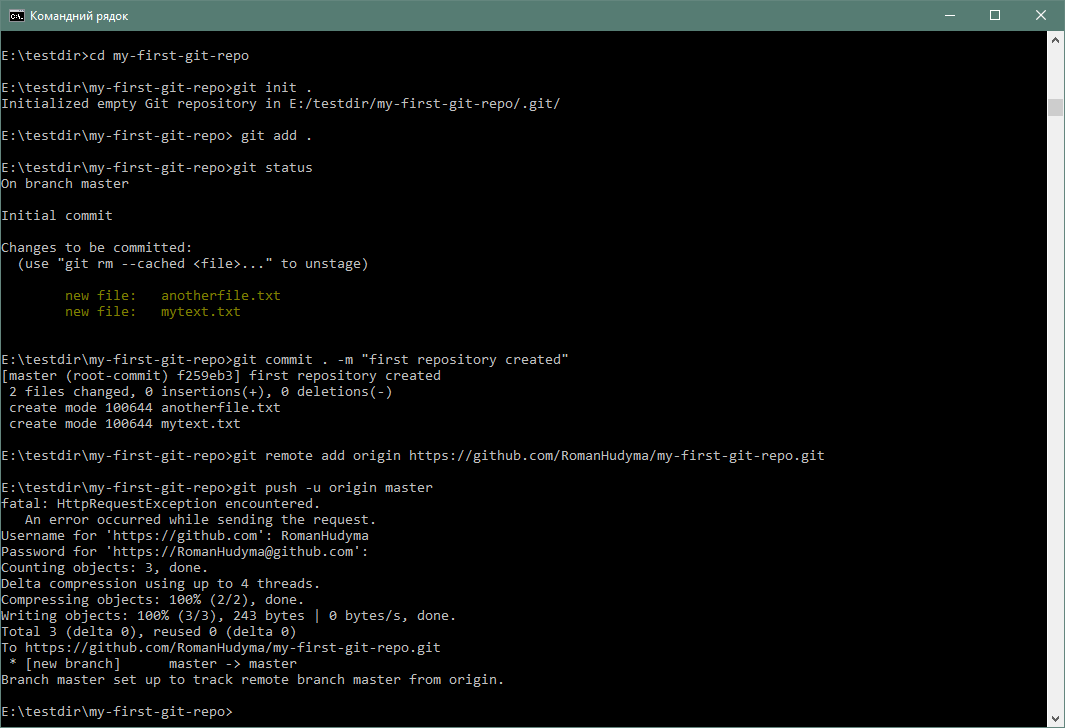 Командний рядок
E:\testdir>cd my-first-git-repo
E:\testdir\my-first-git-repo>git init .
Initialized empty Git repository in E:/testdir/my-first-git-repo/.git/
E:\testdir\my-first-git-repo> git add .
E:\testdir\my-first-git-repo>git status
On branch master
Initial commit
Changes to be committed:
  (use "git rm --cached <file>..." to unstage)
        new file:   anotherfile.txt
        new file:   mytext.txt
E:\testdir\my-first-git-repo>git commit . -m "first repository created"
[master (root-commit) f259eb3] first repository created
 2 files changed, 0 insertions(+), 0 deletions(-)
 create mode 100644 anotherfile.txt
 create mode 100644 mytext.txt
E:\testdir\my-first-git-repo>git remote add origin https://github.com/RomanHudyma/my-first-git-repo.git
E:\testdir\my-first-git-repo>git push -u origin master
fatal: HttpRequestException encountered.
   An error occurred while sending the request.
Username for 'https://github.com': RomanHudyma
Password for 'https://RomanHudyma@github.com':
Counting objects: 3, done.
Delta compression using up to 4 threads.
Compressing objects: 100% (2/2), done.
Writing objects: 100% (3/3), 243 bytes | 0 bytes/s, done.
Total 3 (delta 0), reused 0 (delta 0)
To https://github.com/RomanHudyma/my-first-git-repo.git
 * [new branch]      master -> master
Branch master set up to track remote branch master from origin.
E:\testdir\my-first-git-repo>